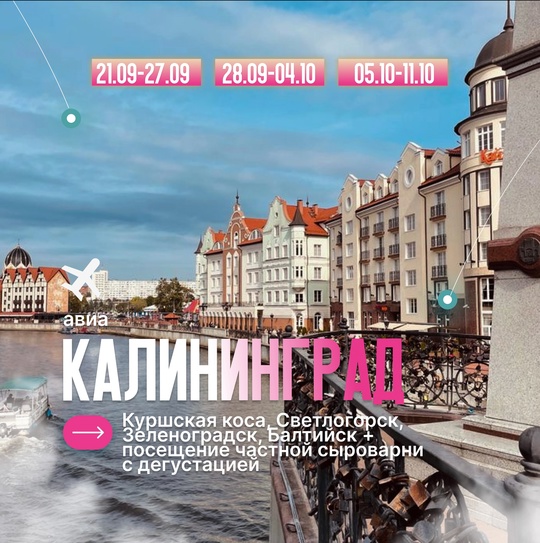 21.09-27.09 28.09-04.10 05.10-11.10
авиа
КАЛИНИНГРАД
Куршская коса, Светлогорск,
Зеленоградск, Балтийск +
посещение частной сыроварни
с дегустацией